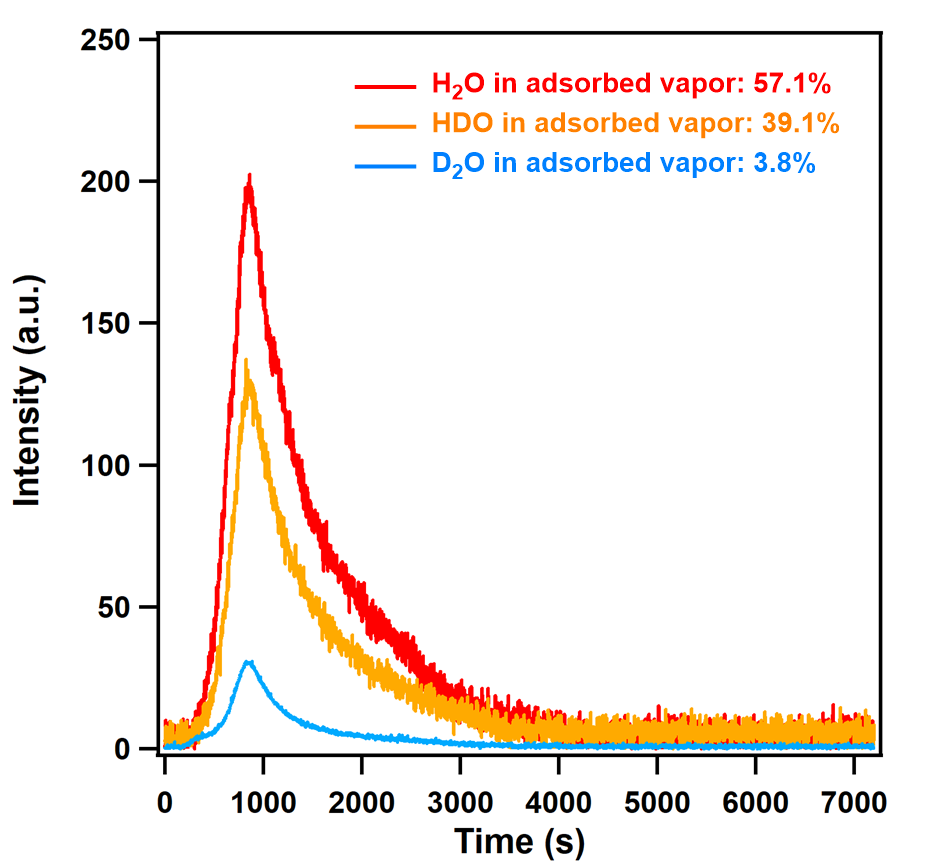 250
200
150
100
50
0
Intensity (a.u.)
H₂O in adsorbed vapor: 57.1%
HDO in adsorbed vapor: 39.1%
D₂O in adsorbed vapor: 3.8%
0 1000 2000 3000 4000 5000 6000 7000
Time (s)